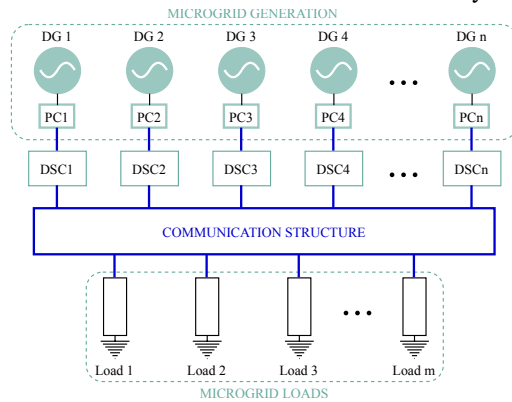 MICROGRID GENERATION
DG 1 DG 2 DG 3 DG 4 DG n
PC1 PC2 PC3 PC4 PCn
DSC1 DSC2 DSC3 DSC4 DSCn
COMMUNICATION STRUCTURE
Load 1 Load 2 Load 3 Load m
MICROGRID LOADS